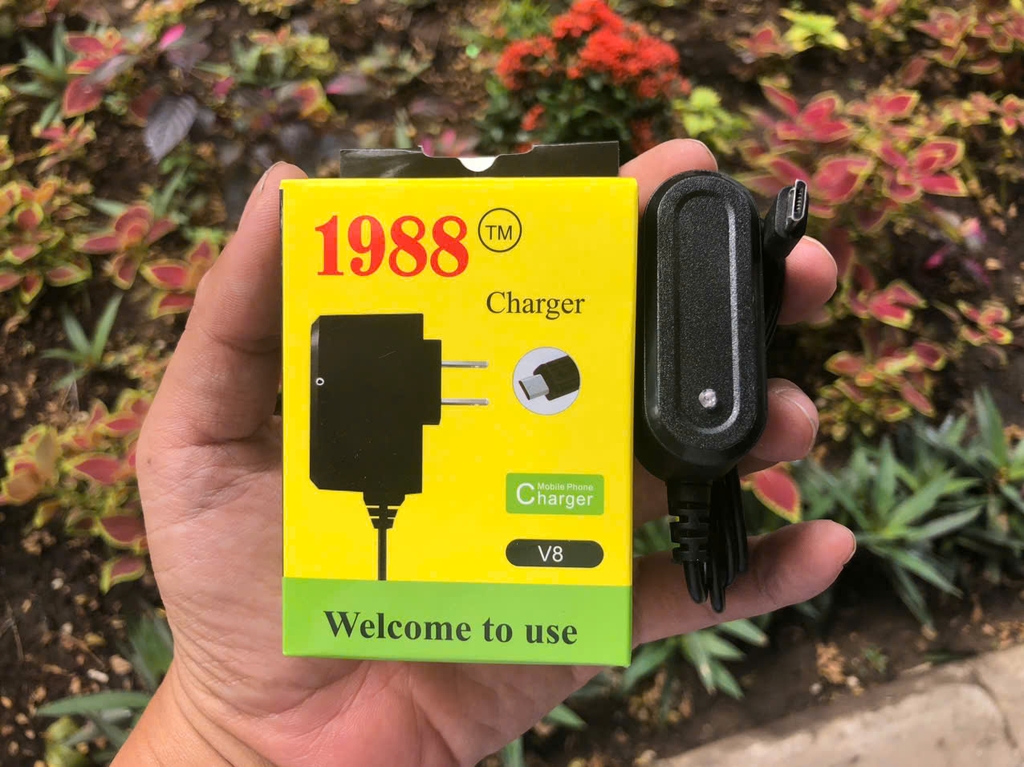 1988 TM
Charger
Mobile Phone
Charger
V8
Welcome to use